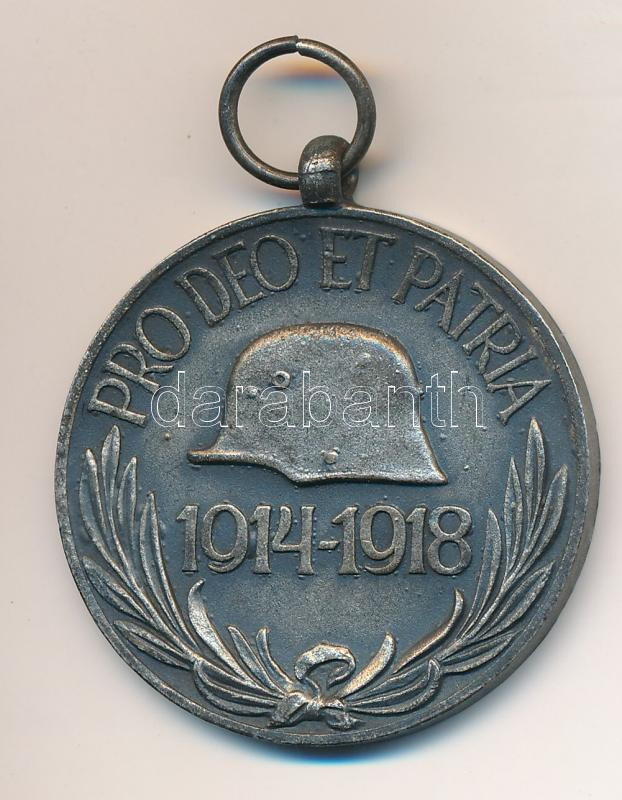 PRO DEO ET PATRIA
darabanth
1914-1918